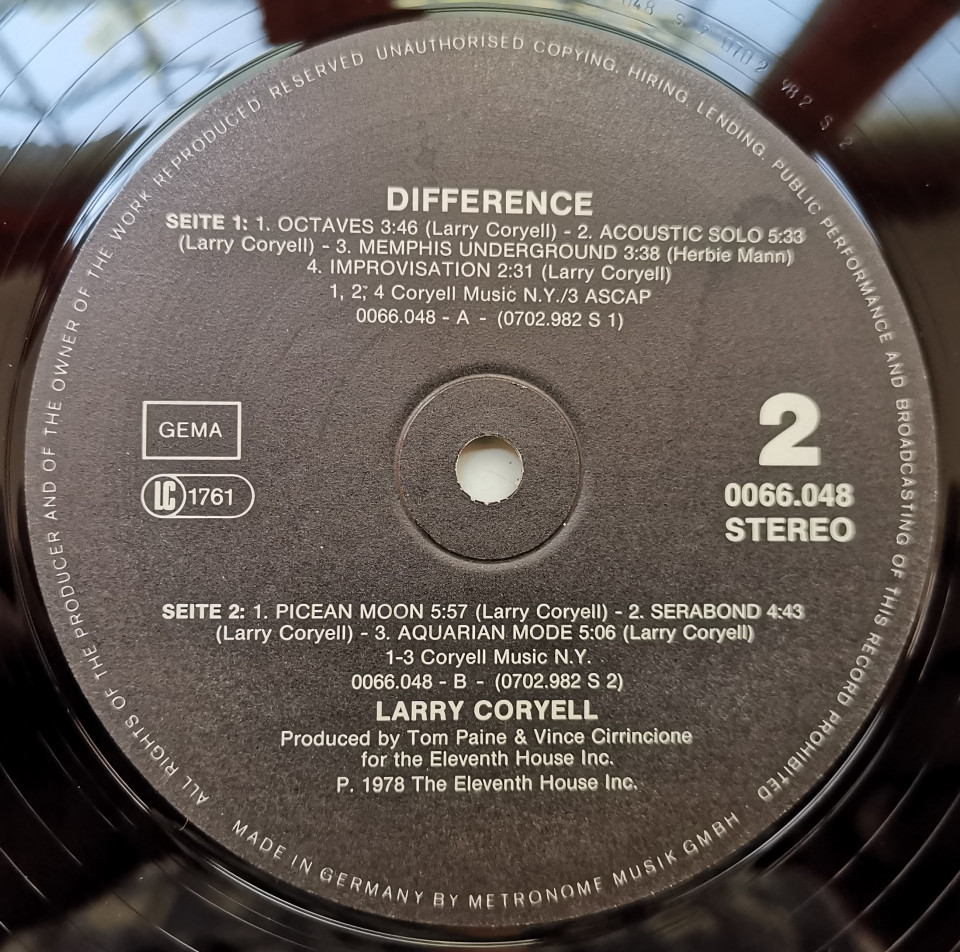 ALL RIGHTS OF THE PRODUCER AND OF THE OWNER OF THE WORK REPRODUCED RESERVED UNAUTHORISED COPYING, HIRING, LENDING, PUBLIC PERFORMANCE AND BROADCASTING OF THIS RECORD PROHIBITED
DIFFERENCE
SEITE 1: 1. OCTAVES 3:46 (Larry Coryell) - 2. ACOUSTIC SOLO 5:33
(Larry Coryell) - 3. MEMPHIS UNDERGROUND 3:38 (Herbie Mann)
4. IMPROVISATION 2:31 (Larry Coryell)
1, 2, 4 Coryell Music N.Y./3 ASCAP
0066.048 - A - (0702.982 S 1)
GEMA
LC 1761
2
0066.048
STEREO
SEITE 2: 1. PICEAN MOON 5:57 (Larry Coryell) - 2. SERABOND 4:43
(Larry Coryell) - 3. AQUARIAN MODE 5:06 (Larry Coryell)
1-3 Coryell Music N.Y.
0066.048 - B - (0702.982 S 2)
LARRY CORYELL
Produced by Tom Paine & Vince Cirrincione
for the Eleventh House Inc.
P. 1978 The Eleventh House Inc.
MADE IN GERMANY BY METRONOME MUSIK GMBH